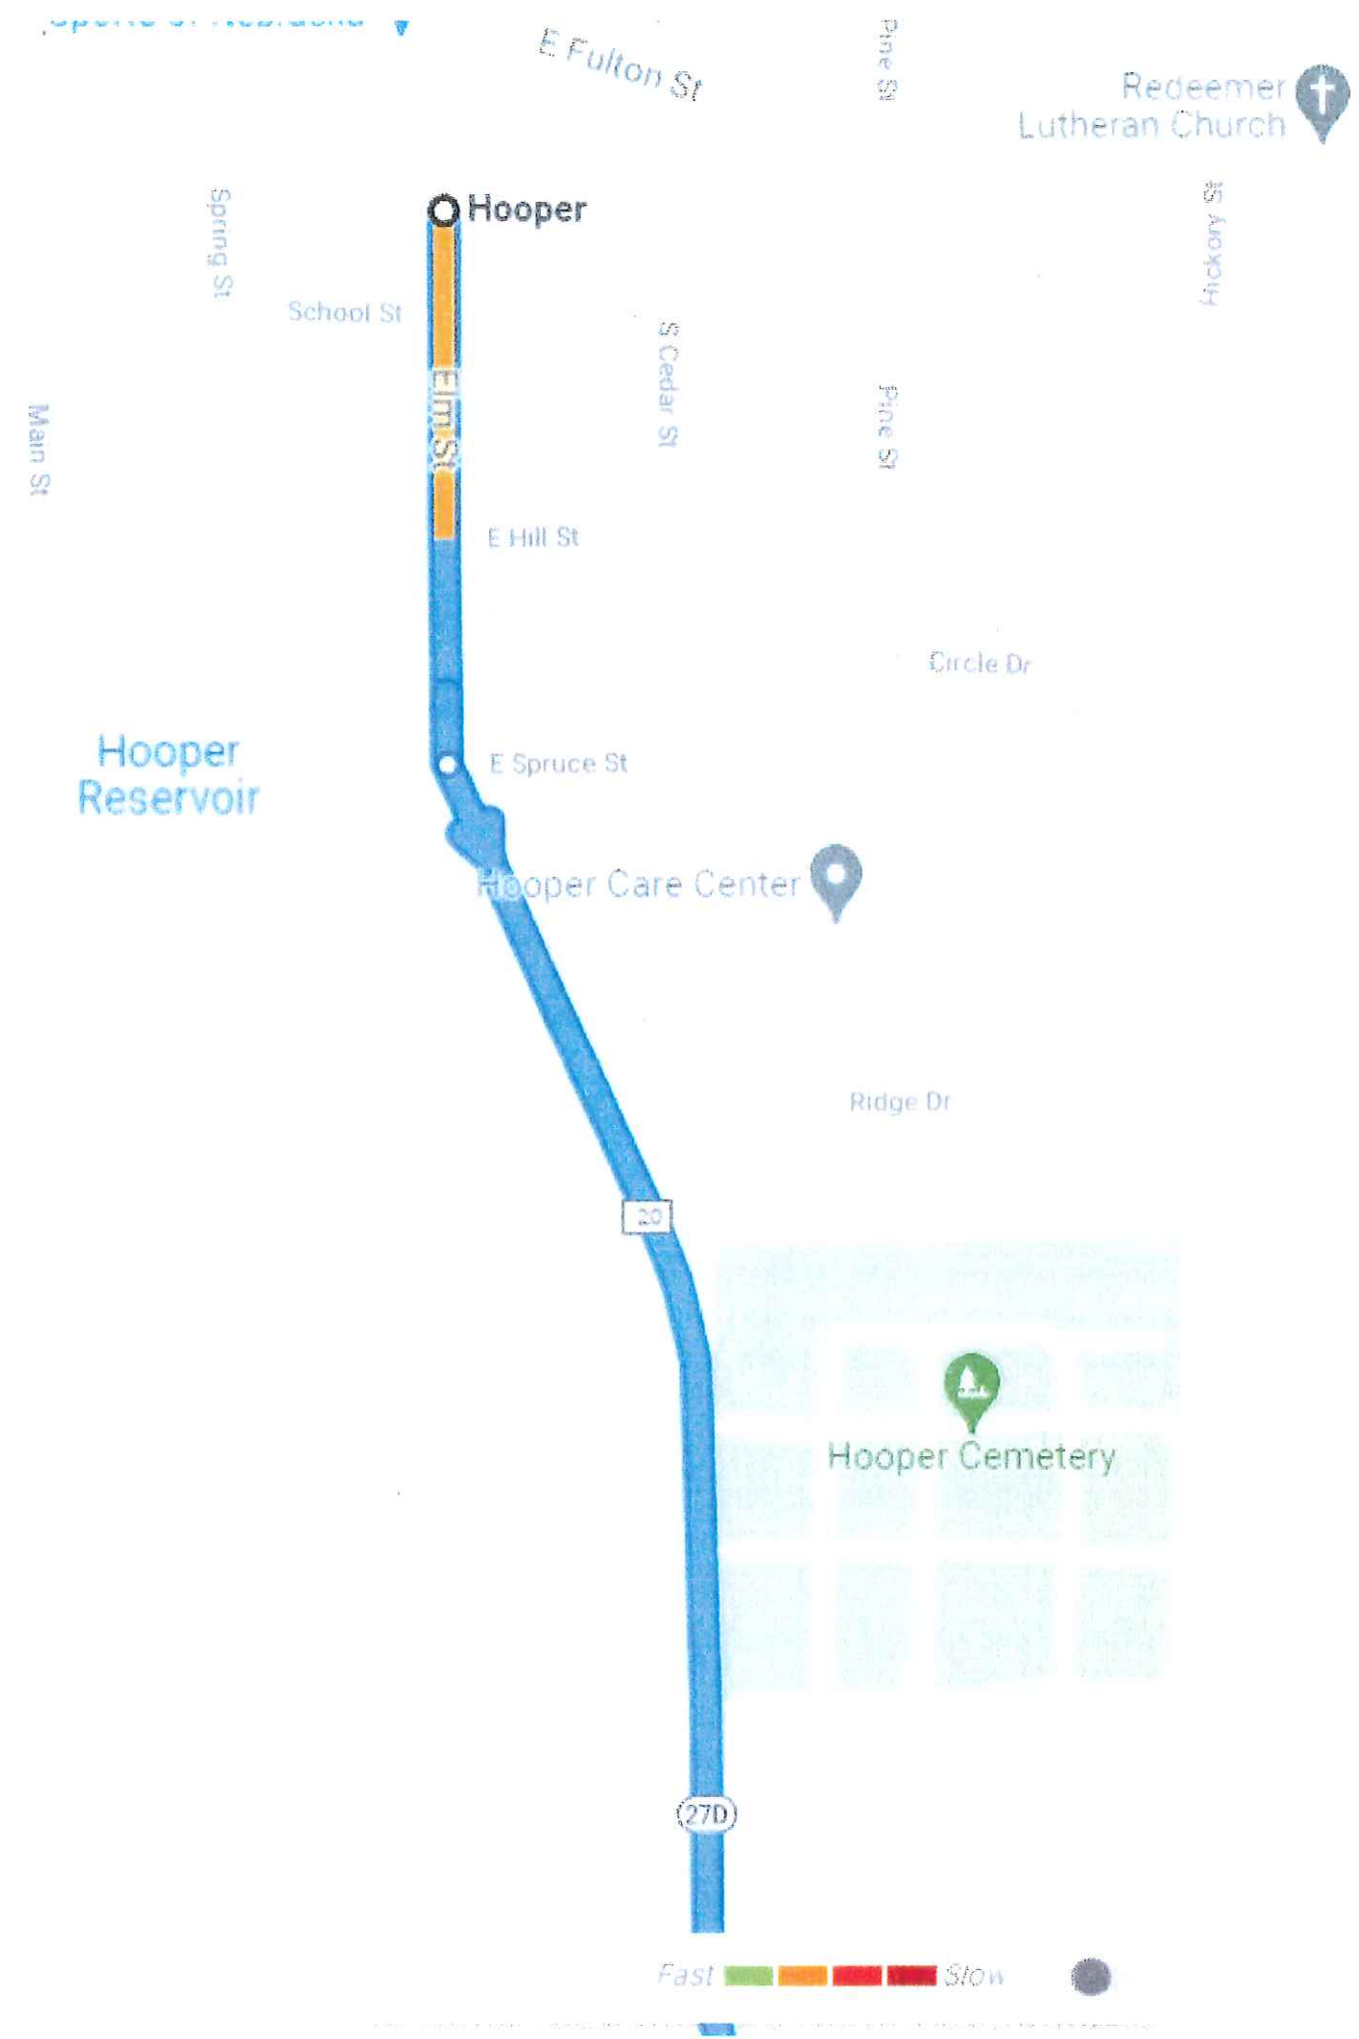 E Fulton St
Pine St
Redeemer
Lutheran Church
Hooper
Spring St
Hickory St
School St
S Cedar St
Elm St
Pine St
Main St
E Hill St
Circle Dr
Hooper
Reservoir
E Spruce St
Hooper Care Center
Ridge Dr
20
Hooper Cemetery
27D
Fast
Slow